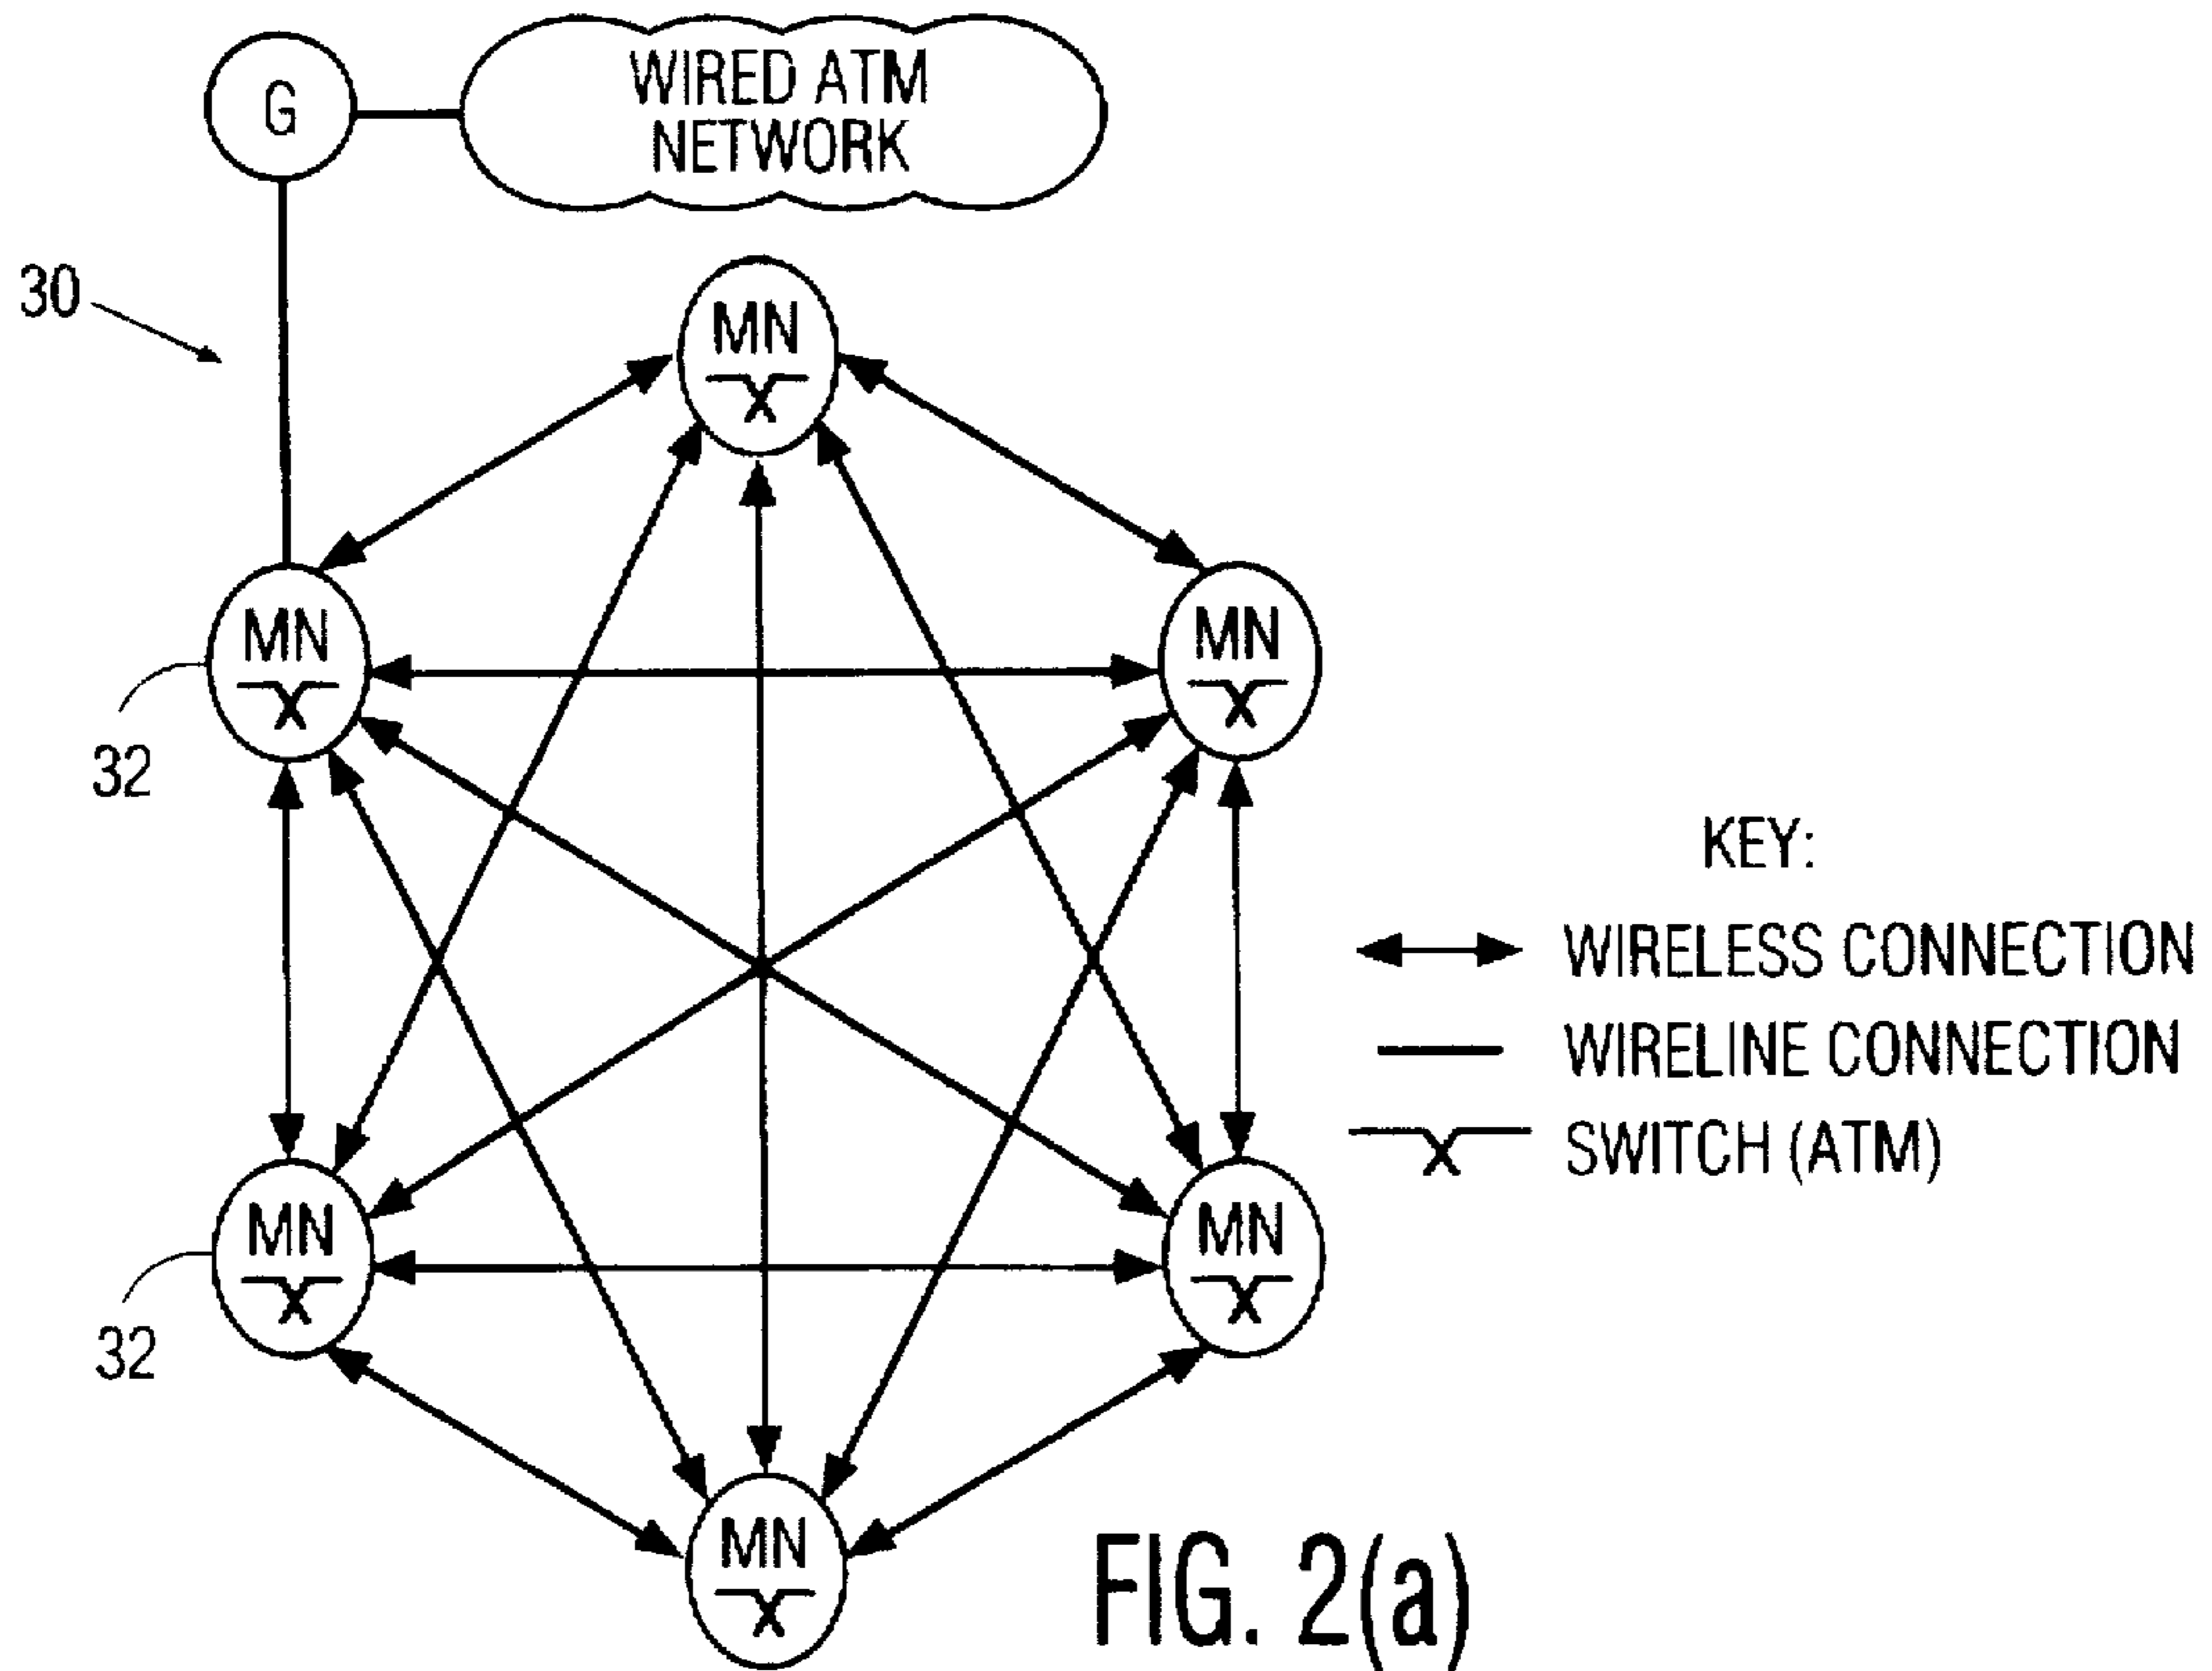 G
WIRED ATM
NETWORK
30
MN
X
MN
X
MN
X
32
KEY:
WIRELESS CONNECTION
WIRELINE CONNECTION
X SWITCH (ATM)
MN
X
MN
X
32
MN
X
FIG. 2(a)